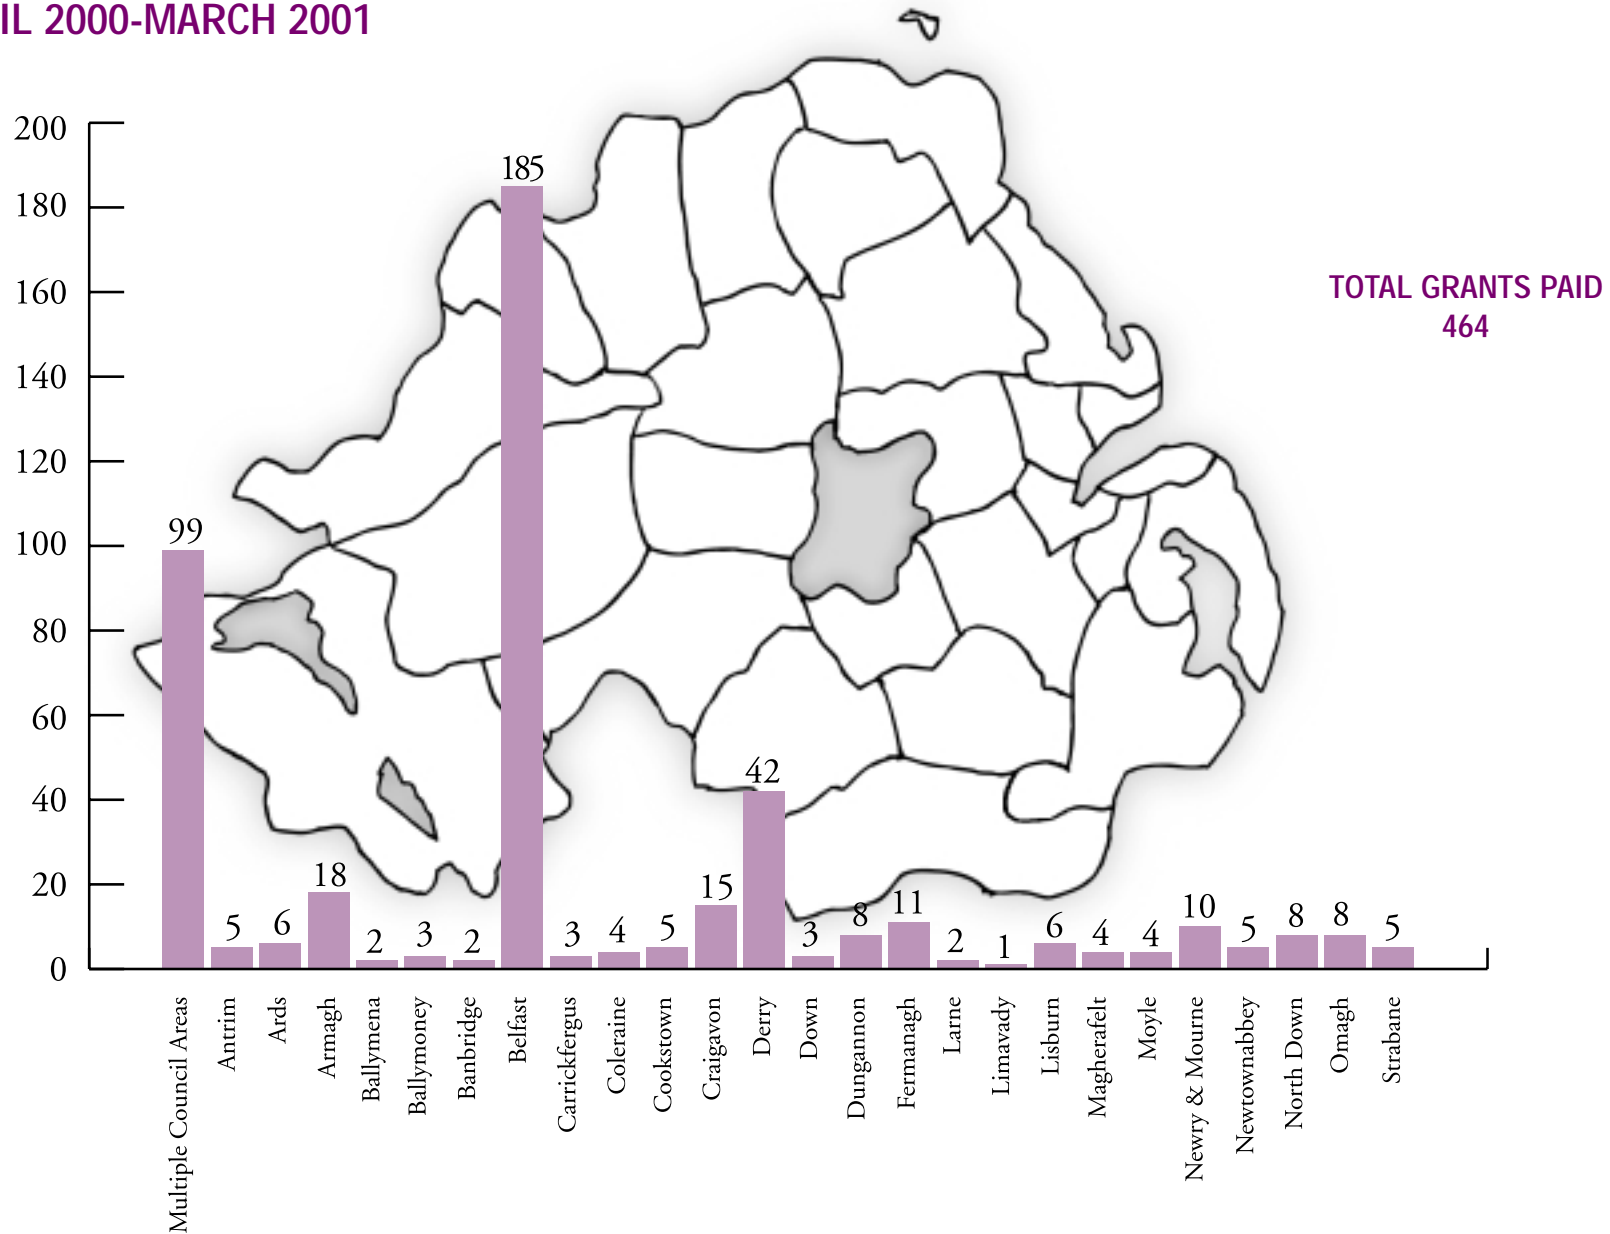 IL 2000-MARCH 2001
TOTAL GRANTS PAID
464
200
180
160
140
120
100
80
60
40
20
0
99
5
6
18
2
3
2
185
3
4
5
15
42
3
8
11
2
1
6
4
4
10
5
8
8
5
Multiple Council Areas
Antrim
Ards
Armagh
Ballymena
Ballymoney
Banbridge
Belfast
Carrickfergus
Coleraine
Cookstown
Craigavon
Derry
Down
Dungannon
Fermanagh
Larne
Limavady
Lisburn
Magherafelt
Moyle
Newry & Mourne
Newtownabbey
North Down
Omagh
Strabane